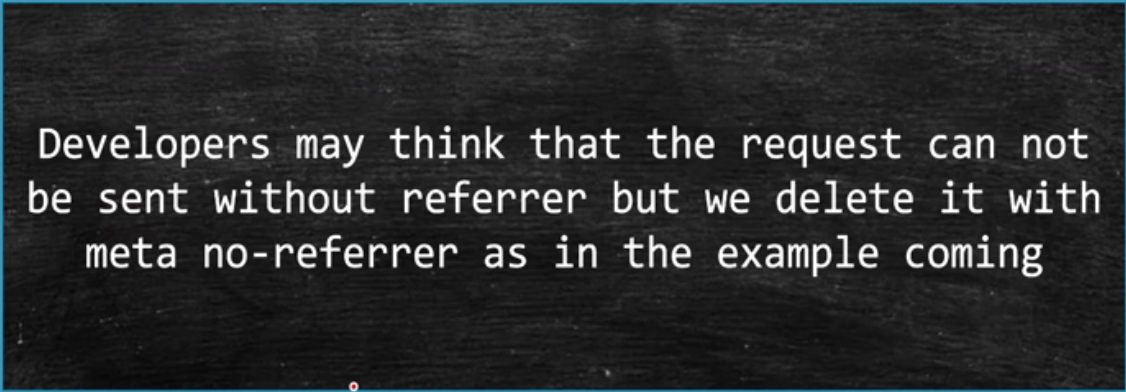 Developers may think that the request can not
be sent without referrer but we delete it with
meta no-referrer as in the example coming